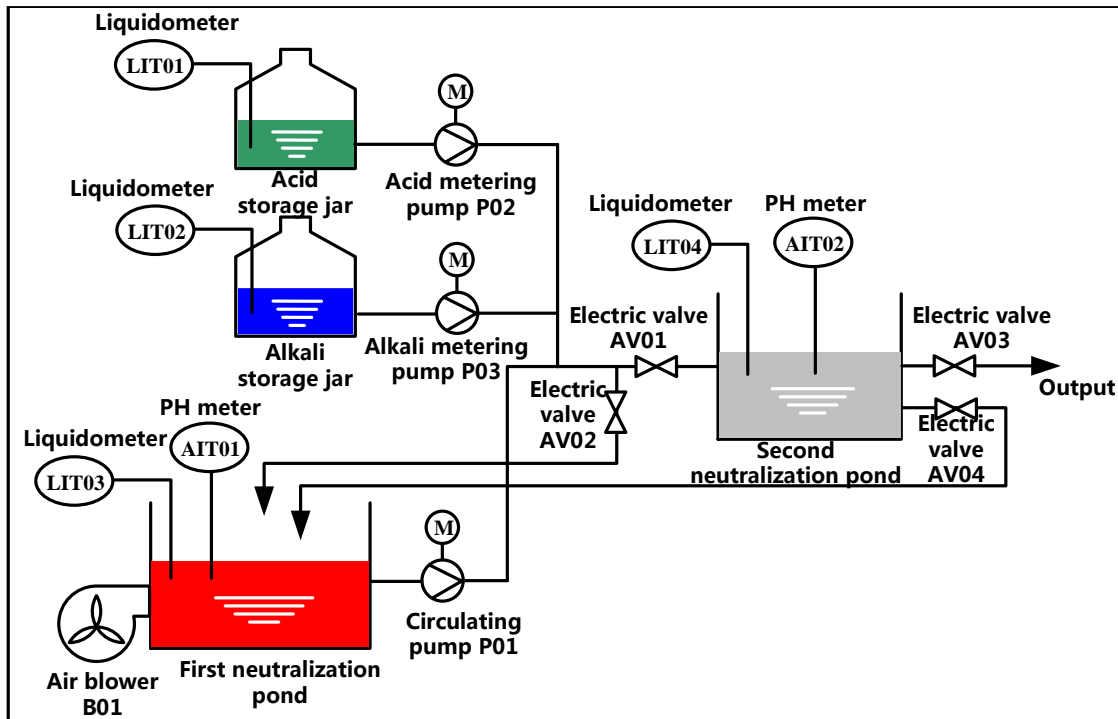 Liquidometer
LIT01
M
Acid
storage jar
Acid metering
pump P02
Liquidometer
LIT02
M
Alkali
storage jar
Alkali metering
pump P03
Liquidometer
LIT04
PH meter
AIT02
Electric valve
AV01
Electric valve
AV03
Output
Electric
valve
AV02
Electric
valve
AV04
Second
neutralization pond
PH meter
AIT01
Liquidometer
LIT03
M
Circulating
pump P01
First neutralization
pond
Air blower
B01